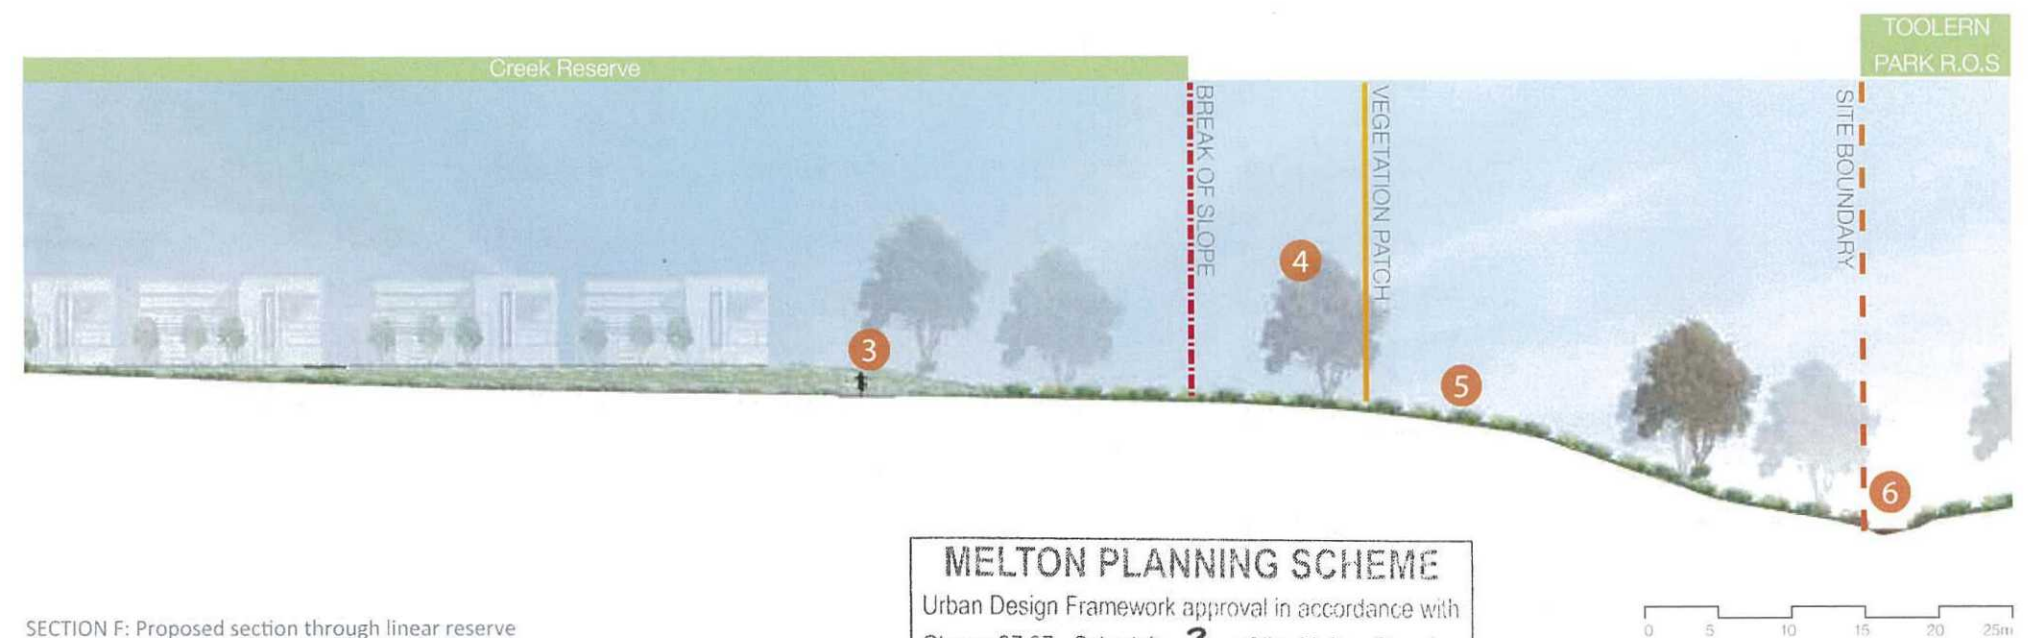 TOOLERN
PARK R.O.S
Creek Reserve
BREAK OF SLOPE
VEGETATION PATCH
SITE BOUNDARY
3
4
5
6
MELTON PLANNING SCHEME
Urban Design Framework approval in accordance with
SECTION F: Proposed section through linear reserve
0 5 10 15 20 25m